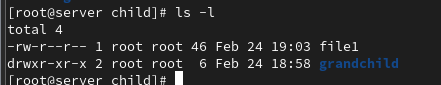 [root@server child]# ls -l
total 4
-rw-r--r-- 1 root root 46 Feb 24 19:03 file1
drwxr-xr-x 2 root root  6 Feb 24 18:58 grandchild
[root@server child]#